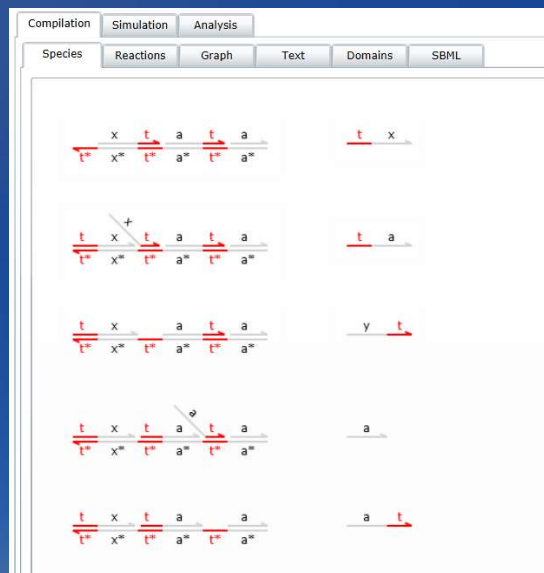 Compilation Simulation Analysis
Species Reactions Graph Text Domains SBML
x t a t a
t* x* t* a* t* a*
t x
x
t x t a t a
t* x* t* a* t* a*
t a
t x a t a
t* x* t* a* t* a*
y t
a
t x t a t a
t* x* t* a* t* a*
a
t x t a a
t* x* t* a* t* a*
a t